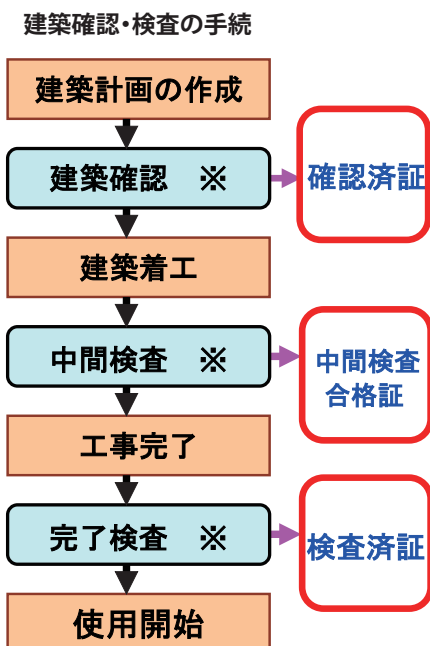 建築確認・検査の手続
建築計画の作成
建築確認　※
確認済証
建築着工
中間検査　※
中間検査
合格証
工事完了
完了検査　※
検査済証
使用開始